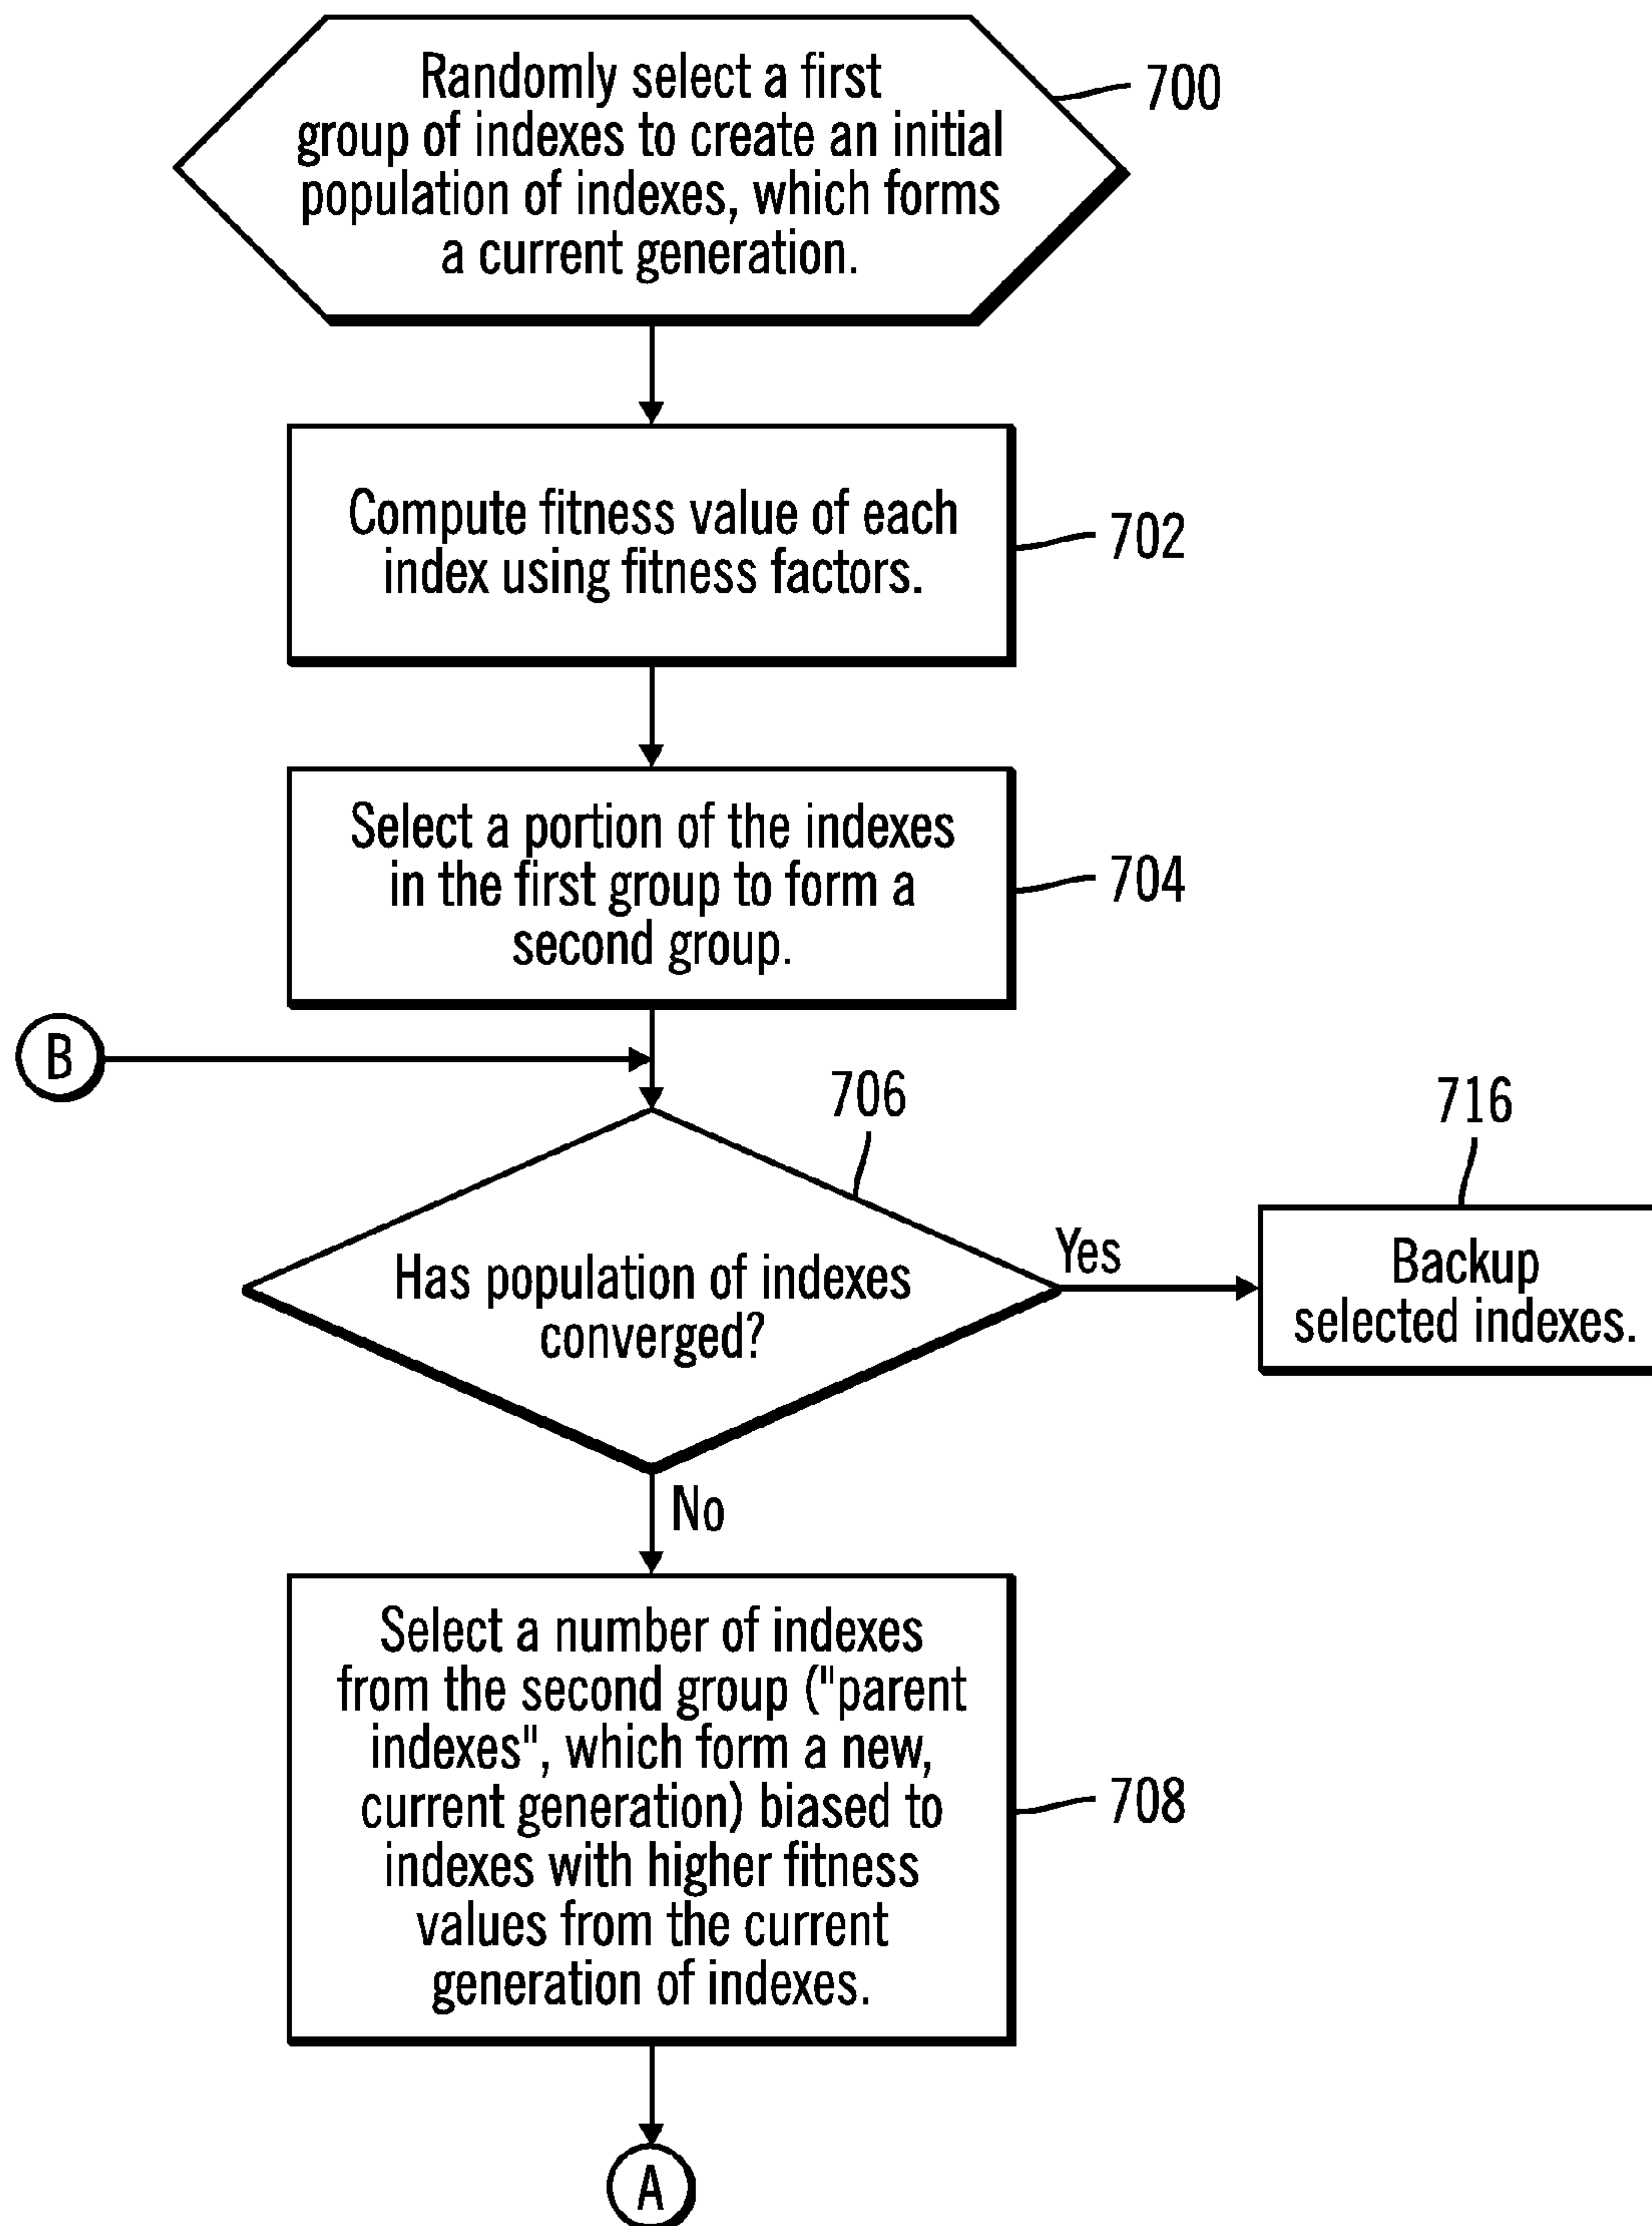 Randomly select a first
group of indexes to create an initial
population of indexes, which forms
a current generation.
700
Compute fitness value of each
index using fitness factors.
702
Select a portion of the indexes
in the first group to form a
second group.
704
B
706
716
Has population of indexes
converged?
Yes
Backup
selected indexes.
No
Select a number of indexes
from the second group ("parent
indexes", which form a new,
current generation) biased to
indexes with higher fitness
values from the current
generation of indexes.
708
A